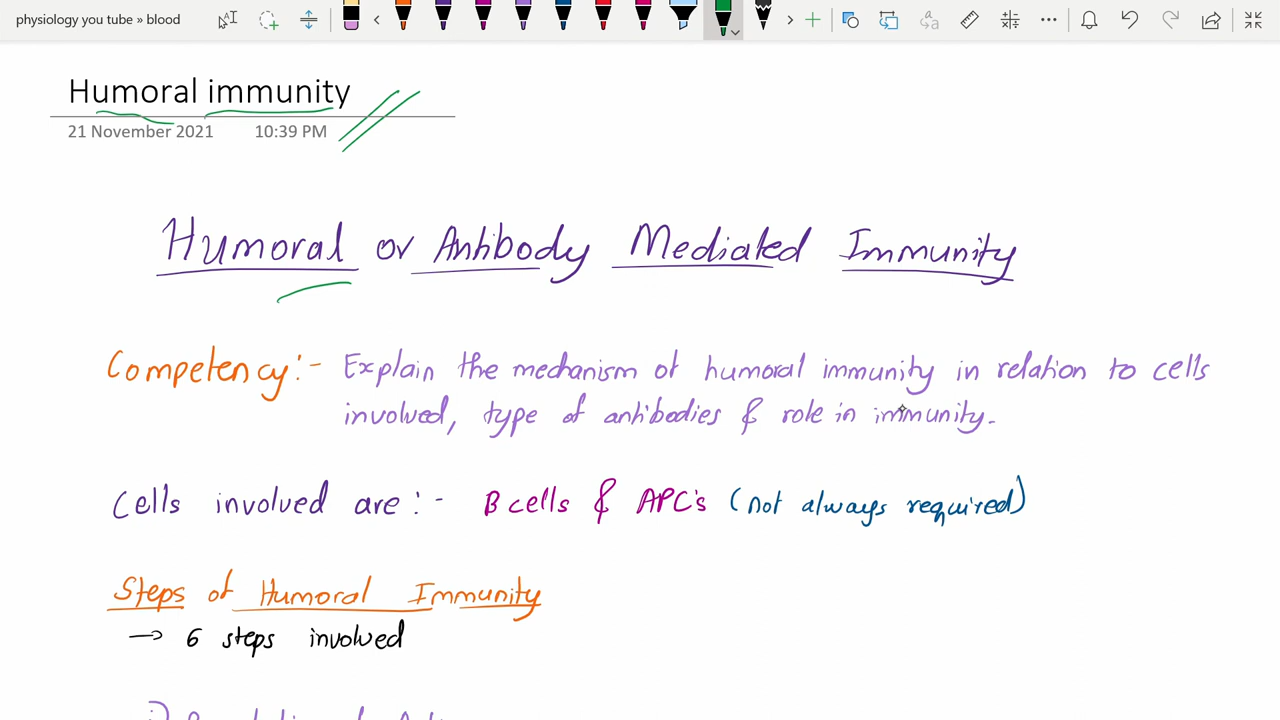 physiology you tube » blood
Humoral immunity
21 November 2021 10:39 PM
Humoral or Antibody Mediated Immunity
Competency:- Explain the mechanism of humoral immunity in relation to cells
involved, type of antibodies & role in immunity.
Cells involved are:- B cells & APC's (not always required)
Steps of Humoral Immunity
→ 6 steps involved